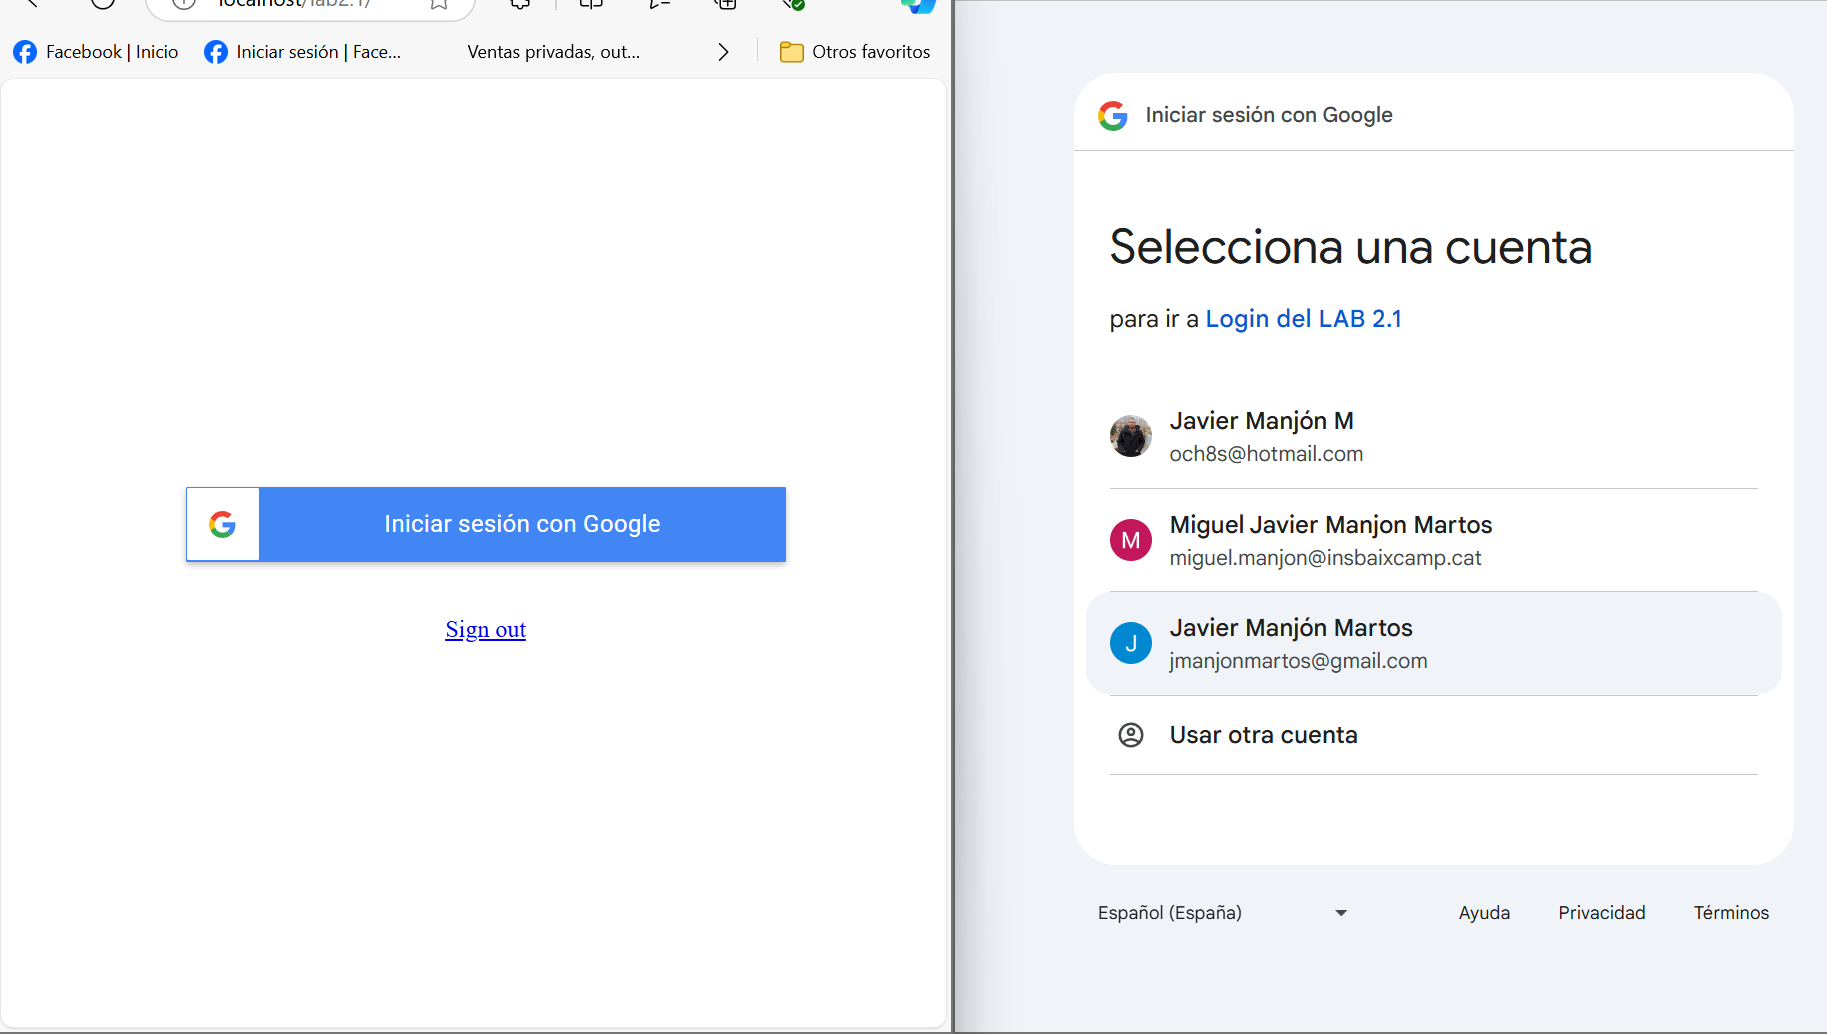 localhost/lab2.1/
Facebook | Inicio
Iniciar sesión | Face...
Ventas privadas, out...
Otros favoritos
Iniciar sesión con Google
Sign out
Iniciar sesión con Google
Selecciona una cuenta
para ir a Login del LAB 2.1
Javier Manjón M
och8s@hotmail.com
M
Miguel Javier Manjon Martos
miguel.manjon@insbaixcamp.cat
J
Javier Manjón Martos
jmanjonmartos@gmail.com
Usar otra cuenta
Español (España)
Ayuda
Privacidad
Términos